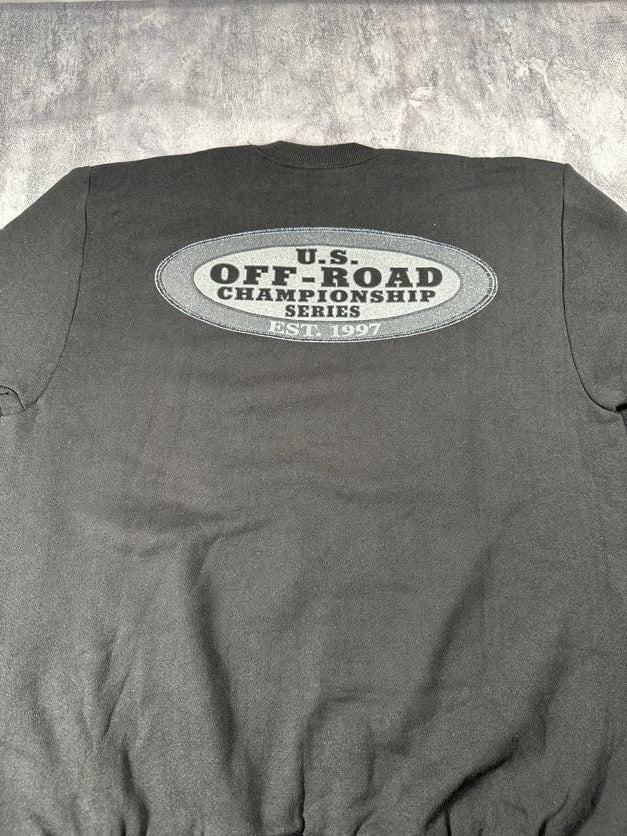 U.S.
OFF-ROAD
CHAMPIONSHIP
SERIES
EST. 1997